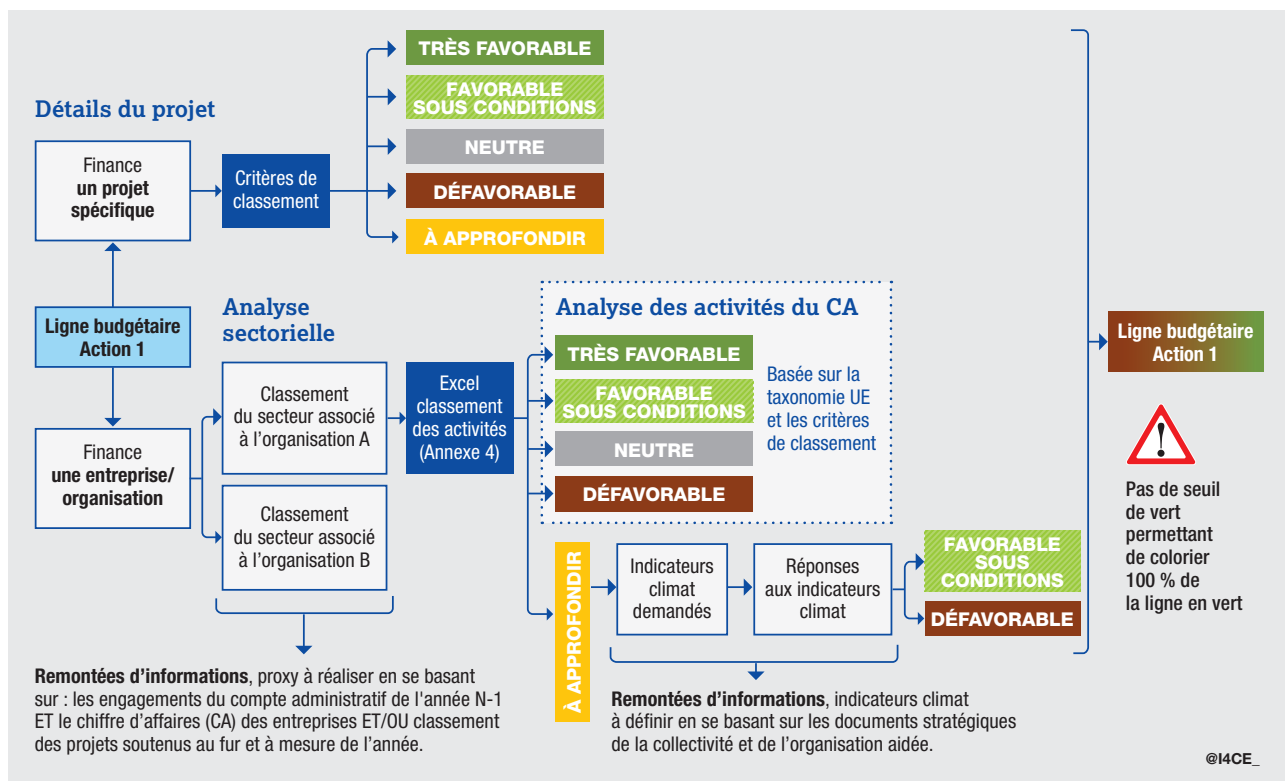 Détails du projet
Finance
un projet
spécifique
Critères de
classement
TRÈS FAVORABLE
FAVORABLE
SOUS CONDITIONS
NEUTRE
DÉFAVORABLE
À APPROFONDIR
Ligne budgétaire
Action 1
Finance
une entreprise/
organisation
Analyse
sectorielle
Classement
du secteur associé
à l'organisation A
Classement
du secteur associé
à l'organisation B
Excel
classement
des activités
(Annexe 4)
Analyse des activités du CA
TRÈS FAVORABLE
FAVORABLE
SOUS CONDITIONS
NEUTRE
DÉFAVORABLE
Basée sur la
taxonomie UE
et les critères
de classement
À APPROFONDIR
Indicateurs
climat
demandés
Réponses
aux indicateurs
climat
FAVORABLE
SOUS
CONDITIONS
DÉFAVORABLE
Ligne budgétaire
Action 1
!
Pas de seuil
de vert
permettant
de colorier
100 % de
la ligne en vert
Remontées d'informations, proxy à réaliser en se basant
sur : les engagements du compte administratif de l'année N-1
ET le chiffre d'affaires (CA) des entreprises ET/OU classement
des projets soutenus au fur et à mesure de l'année.
Remontées d'informations, indicateurs climat
à définir en se basant sur les documents stratégiques
de la collectivité et de l'organisation aidée.
@I4CE_